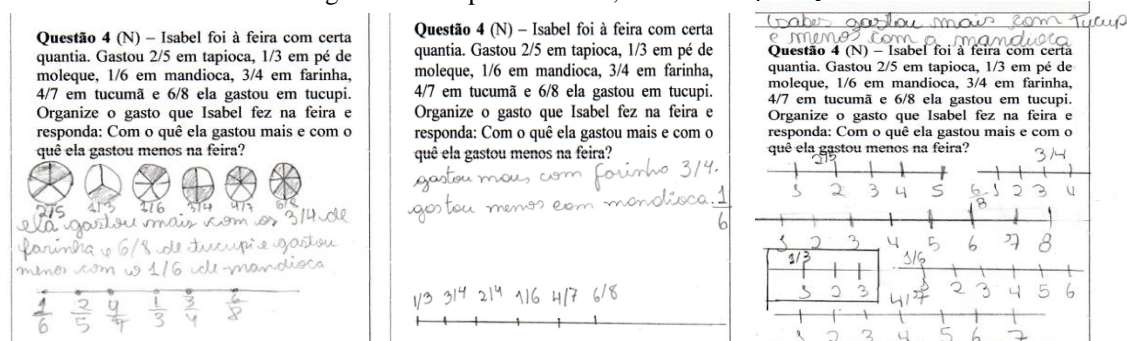 Questão 4 (N) – Isabel foi à feira com certa
quantia. Gastou 2/5 em tapioca, 1/3 em pé de
moleque, 1/6 em mandioca, 3/4 em farinha,
4/7 em tucumã e 6/8 ela gastou em tucupi.
Organize o gasto que Isabel fez na feira e
responda: Com o quê ela gastou mais e com o
quê ela gastou menos na feira?
2/5 1/3 1/6 3/4 4/7 6/8
ela gastou mais com os 3/4 de
farinha e 6/8 de tucupi e gastou
menos com o 1/6 de mandioca
1/6 2/5 4/7 1/3 3/4 6/8
Questão 4 (N) – Isabel foi à feira com certa
quantia. Gastou 2/5 em tapioca, 1/3 em pé de
moleque, 1/6 em mandioca, 3/4 em farinha,
4/7 em tucumã e 6/8 ela gastou em tucupi.
Organize o gasto que Isabel fez na feira e
responda: Com o quê ela gastou mais e com o
quê ela gastou menos na feira?
gastou mais com farinha 3/4.
gastou menos com mandioca. 1/6
1/3 3/4 2/4 1/6 4/7 6/8
gastou mais com tucup
e menos com a mandioca
Questão 4 (N) – Isabel foi à feira com certa
quantia. Gastou 2/5 em tapioca, 1/3 em pé de
moleque, 1/6 em mandioca, 3/4 em farinha,
4/7 em tucumã e 6/8 ela gastou em tucupi.
Organize o gasto que Isabel fez na feira e
responda: Com o quê ela gastou mais e com o
quê ela gastou menos na feira?
2/5
1 2 3 4 5
3/4
1 2 3 4
6/8
1 2 3 4 5 6 7 8
1/3
1 2 3
1/6
2 3 4 5 6
4/7
1 2 3 4 5 6 7